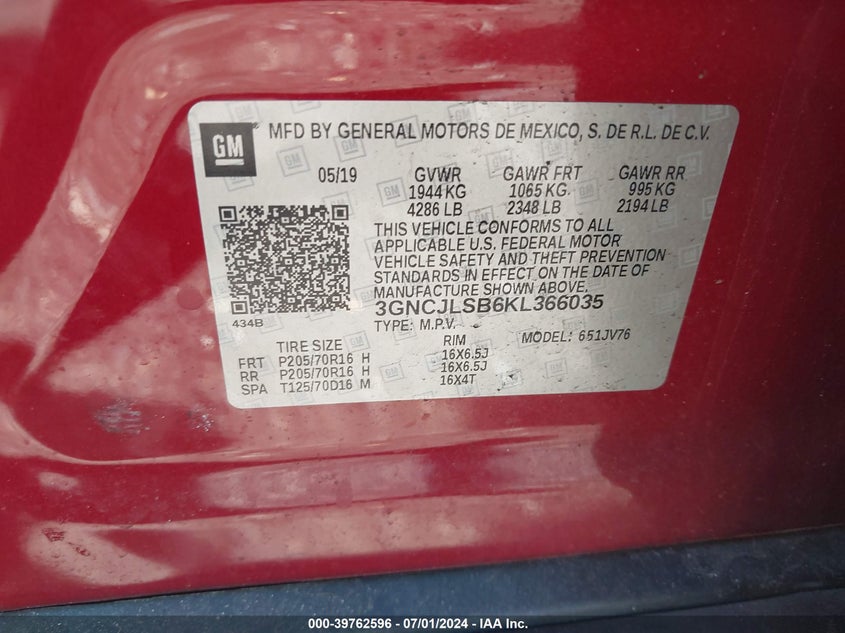 GM
MFD BY GENERAL MOTORS DE MEXICO, S. DE R.L. DE C.V.
05/19 GVWR GAWR FRT GAWR RR
1944 KG 1065 KG 995 KG
4286 LB 2348 LB 2194 LB
THIS VEHICLE CONFORMS TO ALL
APPLICABLE U.S. FEDERAL MOTOR
VEHICLE SAFETY AND THEFT PREVENTION
STANDARDS IN EFFECT ON THE DATE OF
MANUFACTURE SHOWN ABOVE.
3GNCJLSB6KL366035
434B TYPE: M.P.V. MODEL: 651JV76
TIRE SIZE RIM
FRT P205/70R16 H 16X6.5J
RR P205/70R16 H 16X6.5J
SPA T125/70D16 M 16X4T
000-39762596 - 07/01/2024 - IAA Inc.